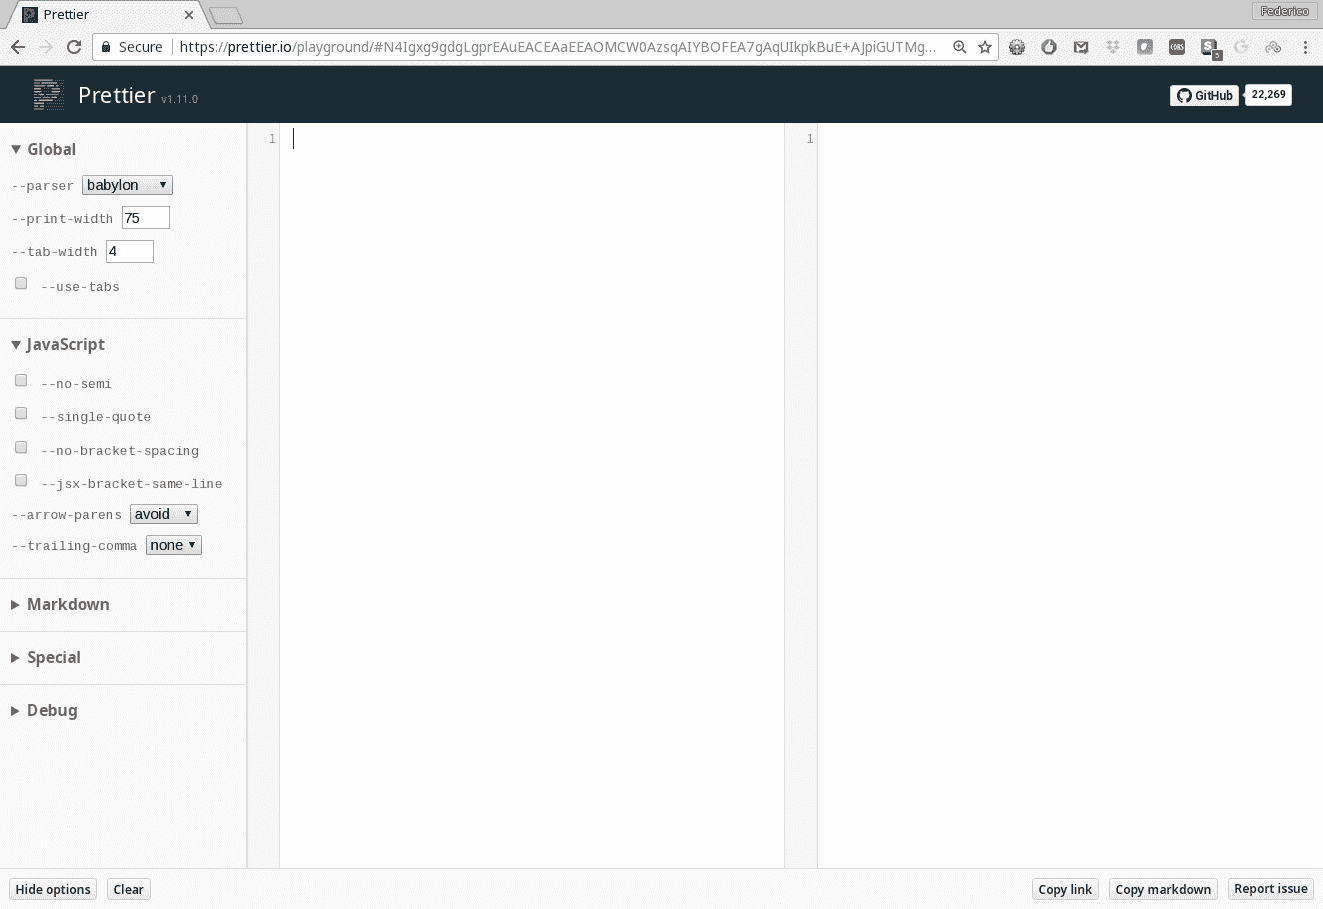 Prettier
Federico
Secure
https://prettier.io/playground/#N4Igxg9gdgLgprEAuEACEAaEEAOMCW0AzsqAIYBOFEA7gAqUIkpkBuE+AJpiGUTMg...
Prettier v1.11.0
GitHub 22,269
Global
--parser babylon
--print-width 75
--tab-width 4
--use-tabs
JavaScript
--no-semi
--single-quote
--no-bracket-spacing
--jsx-bracket-same-line
--arrow-parens avoid
--trailing-comma none
Markdown
Special
Debug
1
1
Hide options Clear Copy link Copy markdown Report issue